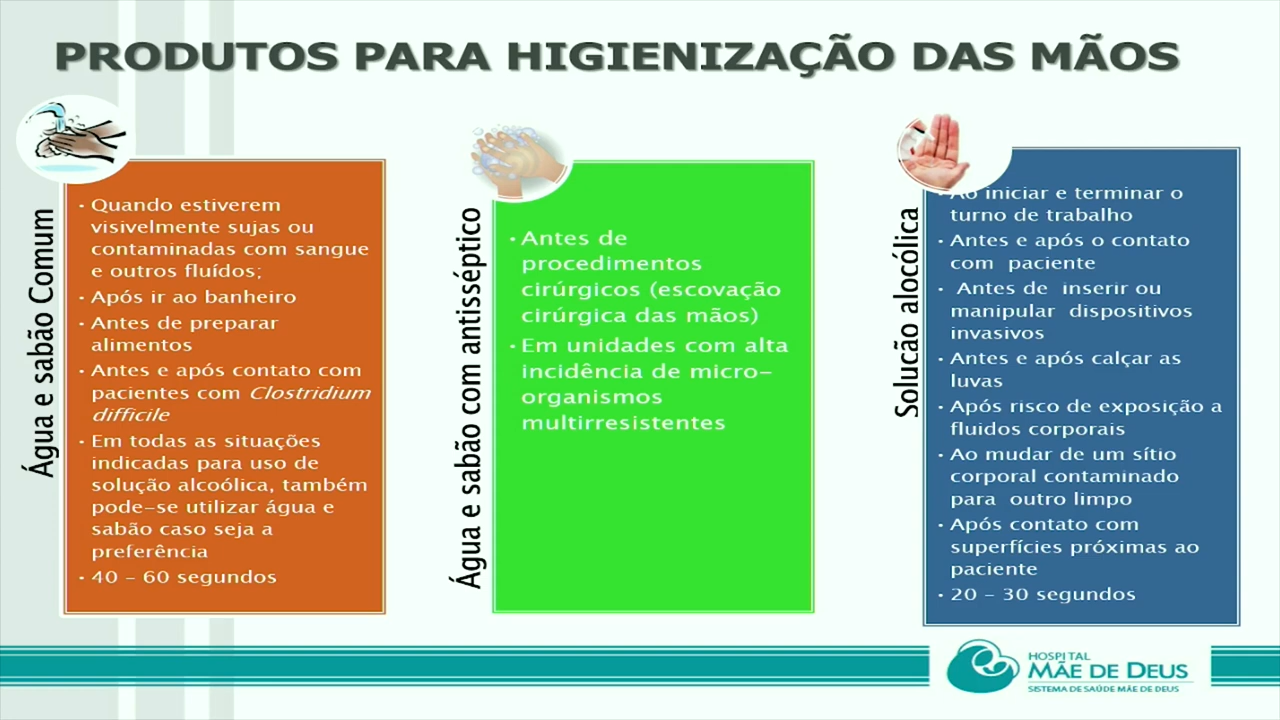 PRODUTOS PARA HIGIENIZAÇÃO DAS MÃOS
Água e sabão Comum
• Quando estiverem
visivelmente sujas ou
contaminadas com sangue
e outros fluídos;
• Após ir ao banheiro
• Antes de preparar
alimentos
• Antes e após contato com
pacientes com Clostridium
difficile
• Em todas as situações
indicadas para uso de
solução alcoólica, também
pode-se utilizar água e
sabão caso seja a
preferência
• 40 - 60 segundos
Água e sabão com antisséptico
• Antes de
procedimentos
cirúrgicos (escovação
cirúrgica das mãos)
• Em unidades com alta
incidência de micro-
organismos
multirresistentes
Solucão alocólica
• Ao iniciar e terminar o
turno de trabalho
• Antes e após o contato
com paciente
• Antes de inserir ou
manipular dispositivos
invasivos
• Antes e após calçar as
luvas
• Após risco de exposição a
fluidos corporais
• Ao mudar de um sítio
corporal contaminado
para outro limpo
• Após contato com
superfícies próximas ao
paciente
• 20 - 30 segundos
HOSPITAL
MÃE DE DEUS
SISTEMA DE SAÚDE MÃE DE DEUS